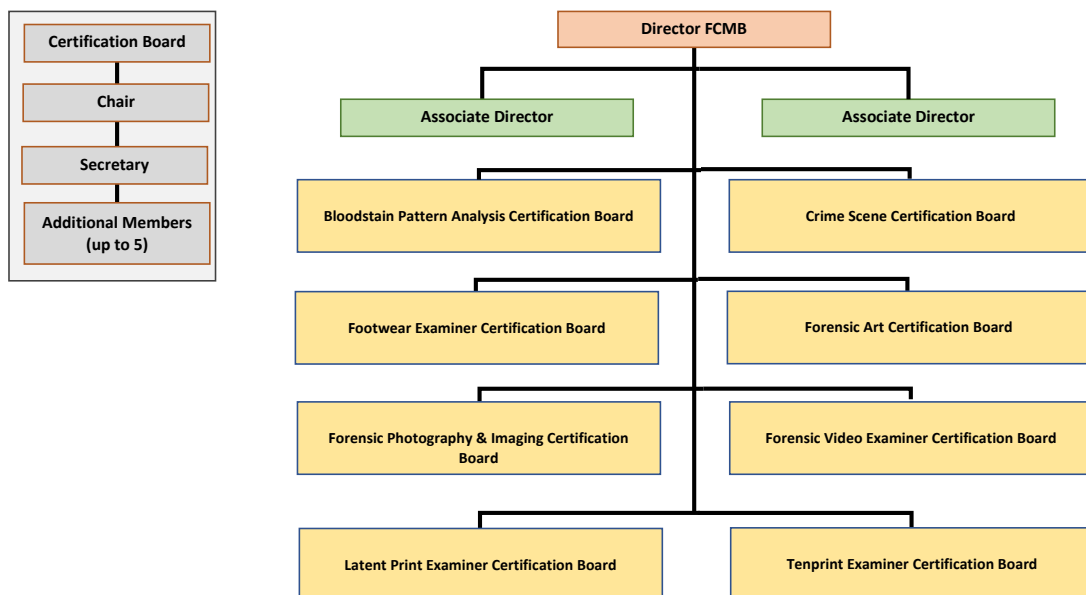 Certification Board
Chair
Secretary
Additional Members
(up to 5)
Director FCMB
Associate Director
Associate Director
Bloodstain Pattern Analysis Certification Board
Crime Scene Certification Board
Footwear Examiner Certification Board
Forensic Art Certification Board
Forensic Photography & Imaging Certification
Board
Forensic Video Examiner Certification Board
Latent Print Examiner Certification Board
Tenprint Examiner Certification Board